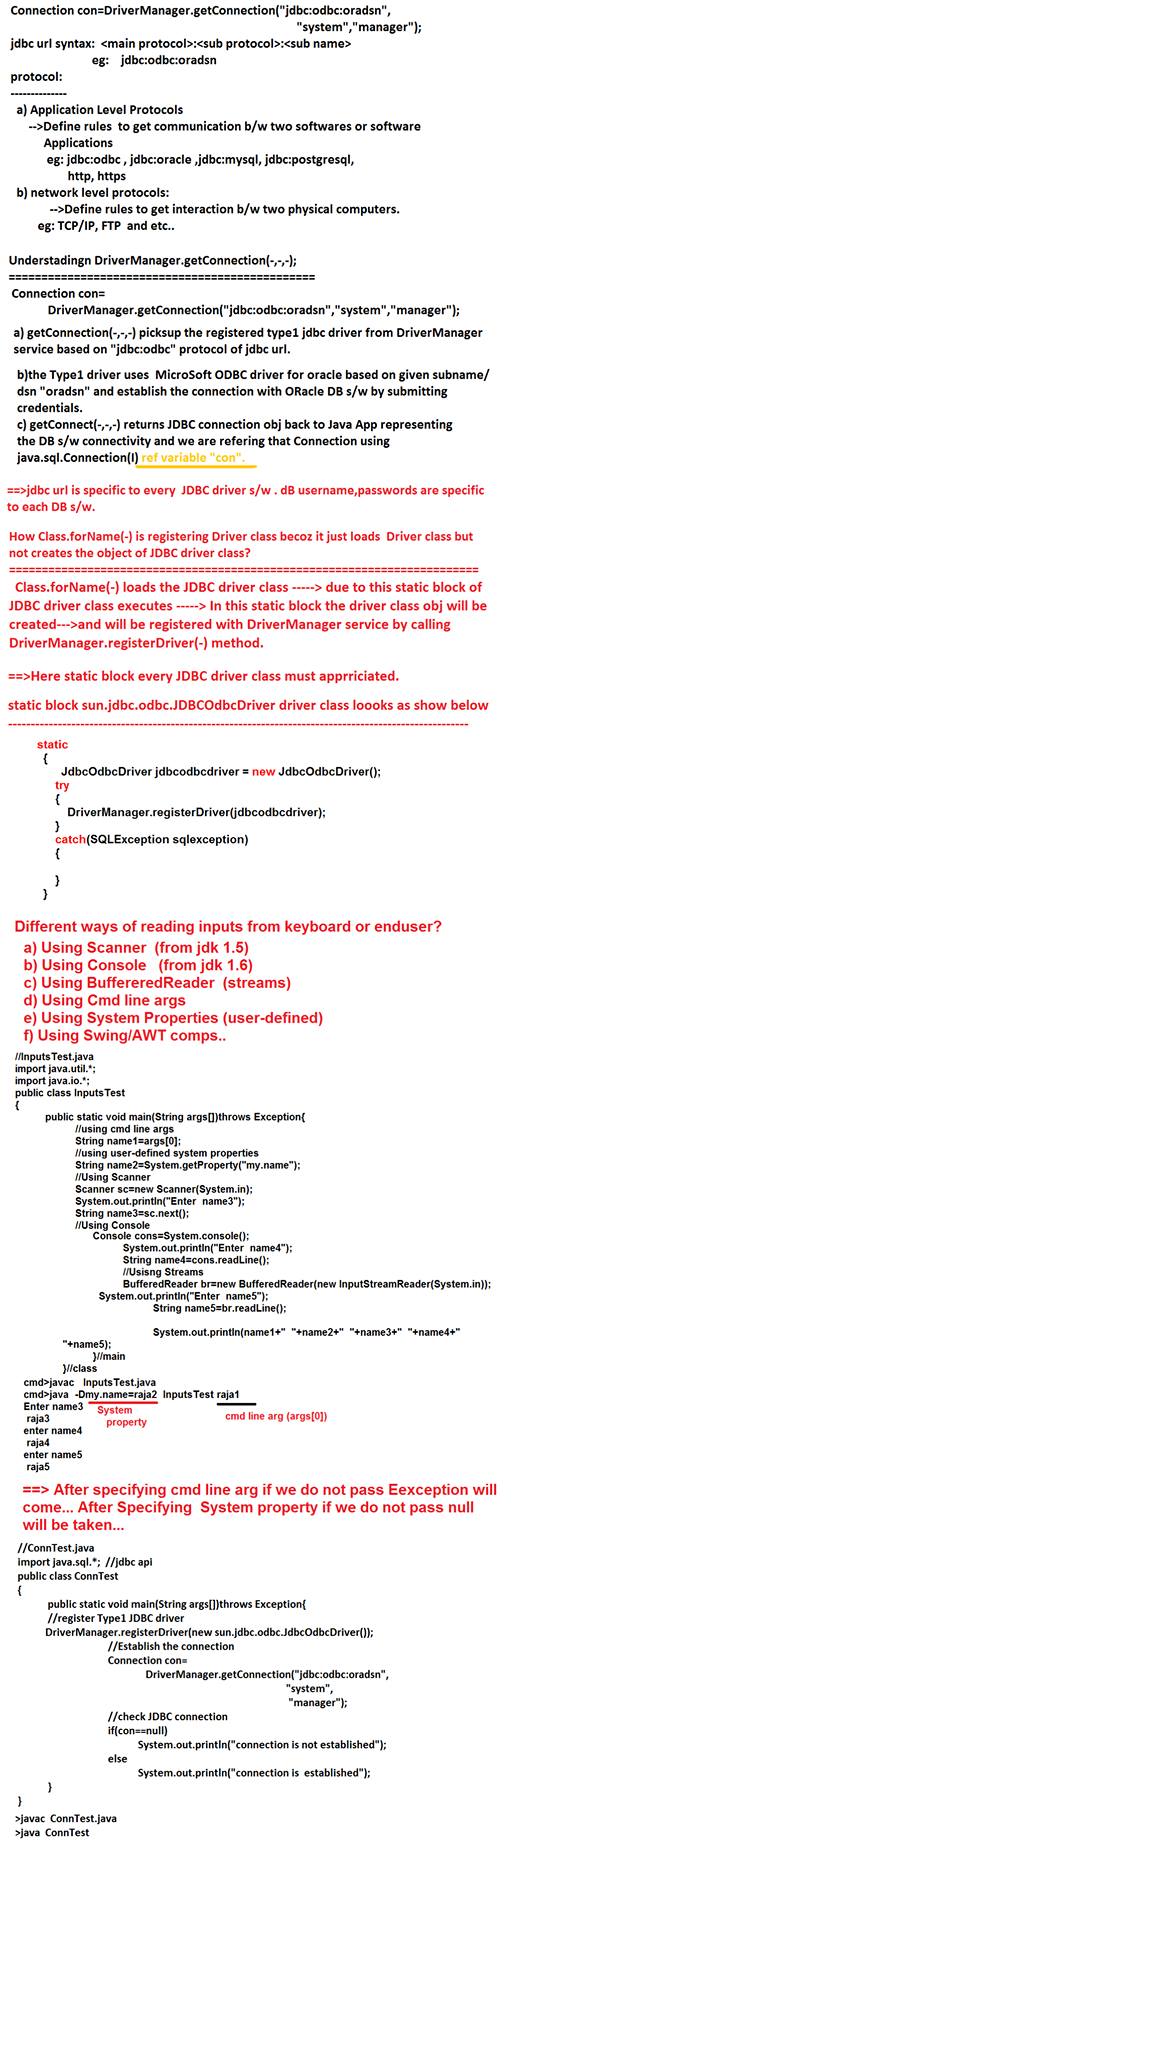 Connection con=DriverManager.getConnection("jdbc:odbc:oradsn",
"system","manager");
jdbc url syntax: <main protocol>:<sub protocol>:<sub name>
eg: jdbc:odbc:oradsn
protocol:
--------------
a) Application Level Protocols
-->Define rules to get communication b/w two softwares or software
Applications
eg: jdbc:odbc , jdbc:oracle ,jdbc:mysql, jdbc:postgresql,
http, https
b) network level protocols:
-->Define rules to get interaction b/w two physical computers.
eg: TCP/IP, FTP and etc..
Understadingn DriverManager.getConnection(-,-,-);
===============================================
Connection con=
DriverManager.getConnection("jdbc:odbc:oradsn","system","manager");
a) getConnection(-,-,-) picksup the registered type1 jdbc driver from DriverManager
service based on "jdbc:odbc" protocol of jdbc url.
b)the Type1 driver uses MicroSoft ODBC driver for oracle based on given subname/
dsn "oradsn" and establish the connection with ORacle DB s/w by submitting
credentials.
c) getConnect(-,-,-) returns JDBC connection obj back to Java App representing
the DB s/w connectivity and we are refering that Connection using
java.sql.Connection(I) ref variable "con".
==>jdbc url is specific to every JDBC driver s/w . dB username,passwords are specific
to each DB s/w.
How Class.forName(-) is registering Driver class becoz it just loads Driver class but
not creates the object of JDBC driver class?
========================================================================
Class.forName(-) loads the JDBC driver class -----> due to this static block of
JDBC driver class executes -----> In this static block the driver class obj will be
created--->and will be registered with DriverManager service by calling
DriverManager.registerDriver(-) method.
==>Here static block every JDBC driver class must apprriciated.
static block sun.jdbc.odbc.JDBCOdbcDriver driver class loooks as show below
------------------------------------------------------------------------------------------------------
static
{
JdbcOdbcDriver jdbcodbcdriver = new JdbcOdbcDriver();
try
{
DriverManager.registerDriver(jdbcodbcdriver);
}
catch(SQLException sqlexception)
{
}
}
Different ways of reading inputs from keyboard or enduser?
a) Using Scanner (from jdk 1.5)
b) Using Console (from jdk 1.6)
c) Using BuffereredReader (streams)
d) Using Cmd line args
e) Using System Properties (user-defined)
f) Using Swing/AWT comps..
//InputsTest.java
import java.util.*;
import java.io.*;
public class InputsTest
{
public static void main(String args[])throws Exception{
//using cmd line args
String name1=args[0];
//using user-defined system properties
String name2=System.getProperty("my.name");
//Using Scanner
Scanner sc=new Scanner(System.in);
System.out.println("Enter name3");
String name3=sc.next();
//Using Console
Console cons=System.console();
System.out.println("Enter name4");
String name4=cons.readLine();
//Usisng Streams
BufferedReader br=new BufferedReader(new InputStreamReader(System.in));
System.out.println("Enter name5");
String name5=br.readLine();
System.out.println(name1+" "+name2+" "+name3+" "+name4+"
"+name5);
}//main
}//class
cmd>javac InputsTest.java
cmd>java -Dmy.name=raja2 InputsTest raja1
Enter name3 System
raja3 property cmd line arg (args[0])
enter name4
raja4
enter name5
raja5
==> After specifying cmd line arg if we do not pass Eexception will
come... After Specifying System property if we do not pass null
will be taken...
//ConnTest.java
import java.sql.*; //jdbc api
public class ConnTest
{
public static void main(String args[])throws Exception{
//register Type1 JDBC driver
DriverManager.registerDriver(new sun.jdbc.odbc.JdbcOdbcDriver());
//Establish the connection
Connection con=
DriverManager.getConnection("jdbc:odbc:oradsn",
"system",
"manager");
//check JDBC connection
if(con==null)
System.out.println("connection is not established");
else
System.out.println("connection is established");
}
}
>javac ConnTest.java
>java ConnTest